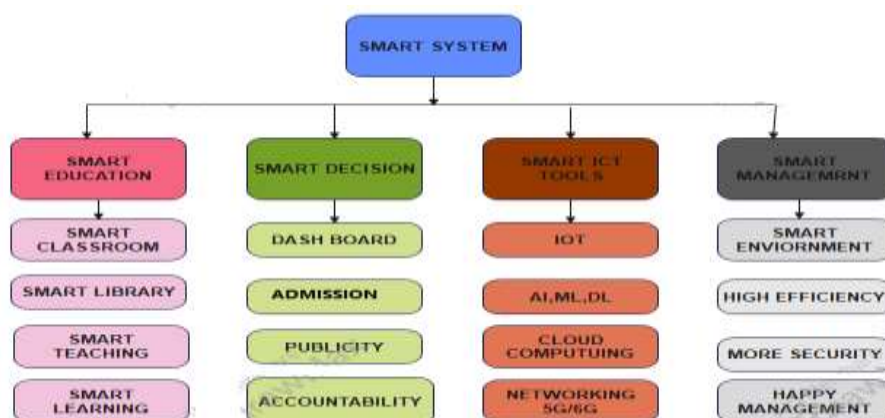 SMART SYSTEM
SMART
EDUCATION
SMART DECISION
SMART ICT
TOOLS
SMART
MANAGEMRNT
SMART
CLASSROOM
DASH BOARD
IOT
SMART
ENVIORNMENT
SMART LIBRARY
ADMISSION
AI,ML,DL
HIGH EFFICIENCY
SMART
TEACHING
PUBLICITY
CLOUD
COMPUTUING
MORE SECURITY
SMART
LEARNING
ACCOUNTABILITY
NETWORKING
5G/6G
HAPPY
MANAGEMENT